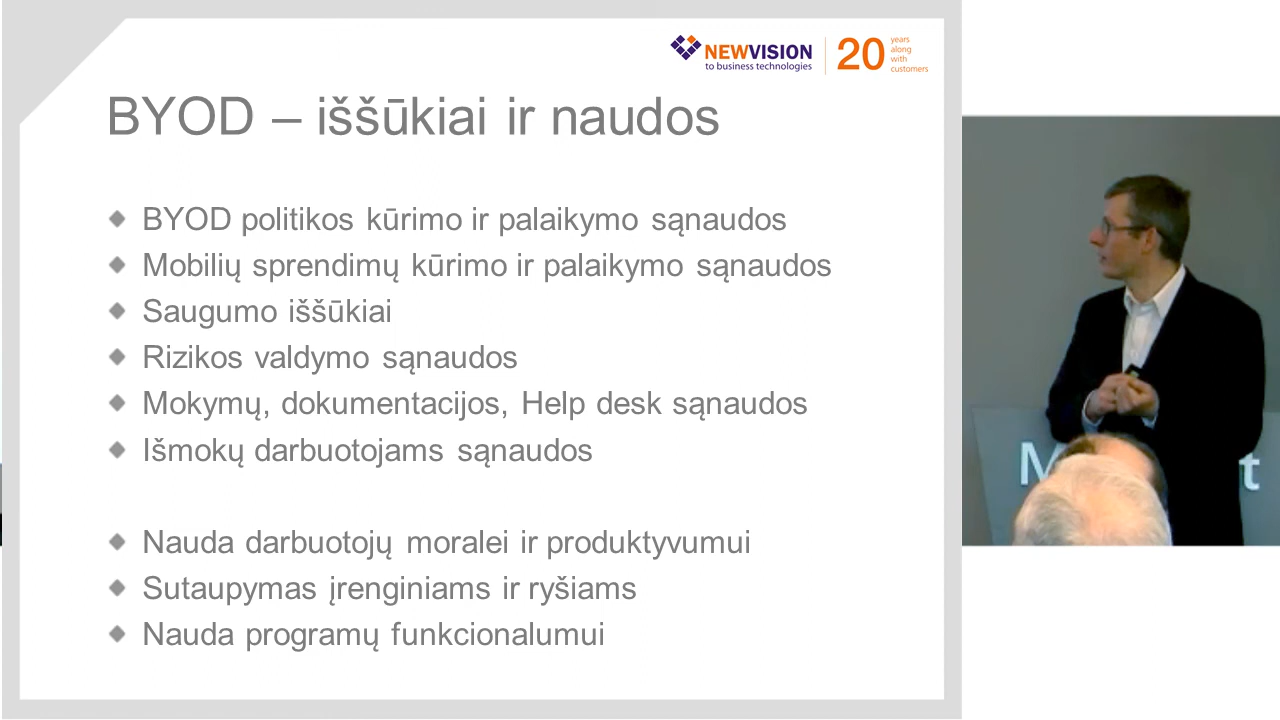 NEWVISION
to business technologies
20
years
along
with
customers
BYOD – iššūkiai ir naudos
BYOD politikos kūrimo ir palaikymo sąnaudos
Mobilių sprendimų kūrimo ir palaikymo sąnaudos
Saugumo iššūkiai
Rizikos valdymo sąnaudos
Mokymų, dokumentacijos, Help desk sąnaudos
Išmokų darbuotojams sąnaudos
Nauda darbuotojų moralei ir produktyvumui
Sutaupymas įrenginiams ir ryšiams
Nauda programų funkcionalumui